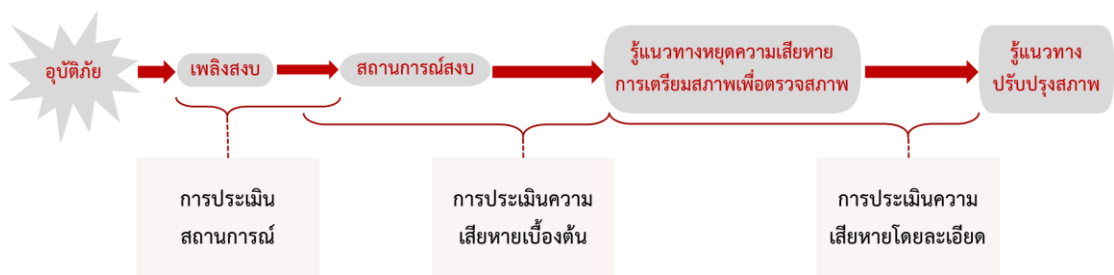 อุบัติภัย
เพลิงสงบ
สถานการณ์สงบ
รู้แนวทางหยุดความเสียหาย
การเตรียมสภาพเพื่อตรวจสภาพ
รู้แนวทาง
ปรับปรุงสภาพ
การประเมิน
สถานการณ์
การประเมินความ
เสียหายเบื้องต้น
การประเมินความ
เสียหายโดยละเอียด